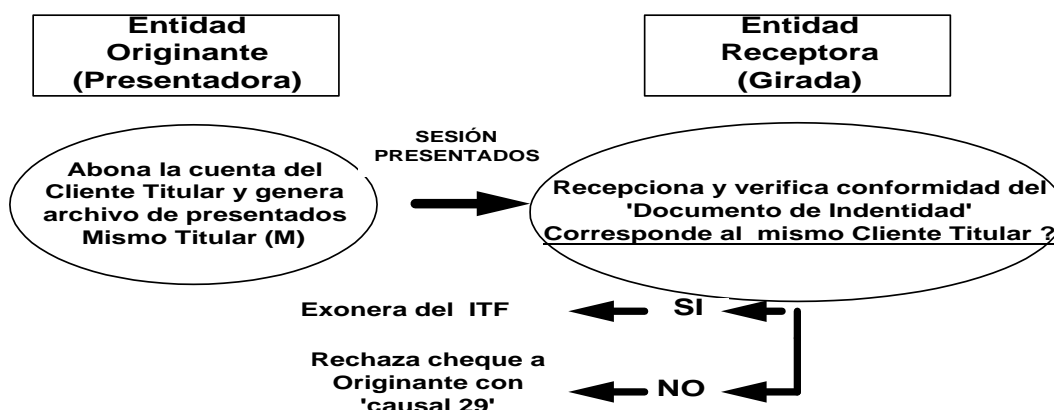 Entidad
Originante
(Presentadora)
Entidad
Receptora
(Girada)
SESIÓN
PRESENTADOS
Abona la cuenta del
Cliente Titular y genera
archivo de presentados
Mismo Titular (M)
Recepciona y verifica conformidad del
'Documento de Indentidad'
Corresponde al mismo Cliente Titular ?
Exonera del ITF
SI
Rechaza cheque a
Originante con
'causal 29'
NO